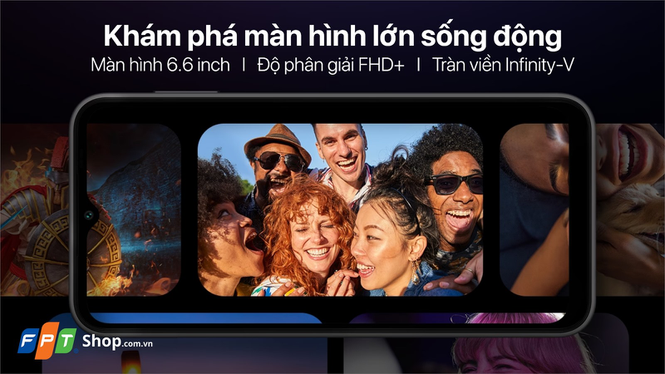 Khám phá màn hình lớn sống động
Màn hình 6.6 inch | Độ phân giải FHD+ | Tràn viền Infinity-V
FPT Shop.com.vn